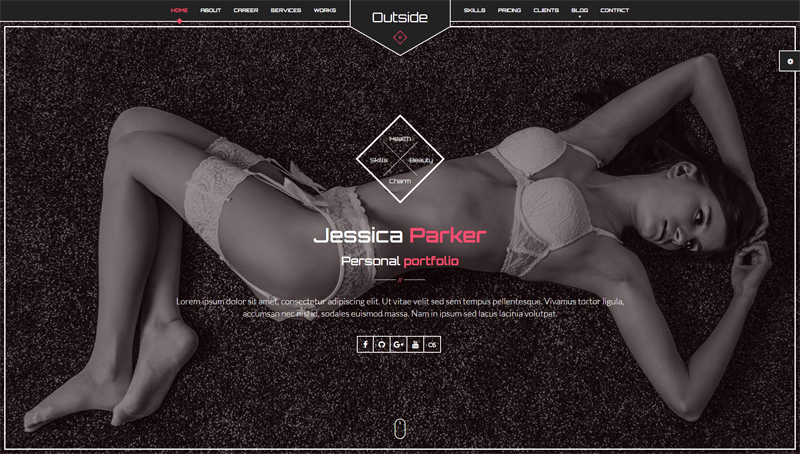 HOME ABOUT CAREER SERVICES WORKS Outside SKILLS PRICING CLIENTS BLOG CONTACT
Health
Skills Beauty
Charm
Jessica Parker
Personal portfolio
Lorem ipsum dolor sit amet, consectetur adipiscing elit. Ut vitae velit sed sem tempus pellentesque. Vivamus tortor ligula,
accumsan nec nisl id, sodales euismod massa. Nam in ipsum sed lacus lacinia volutpat.